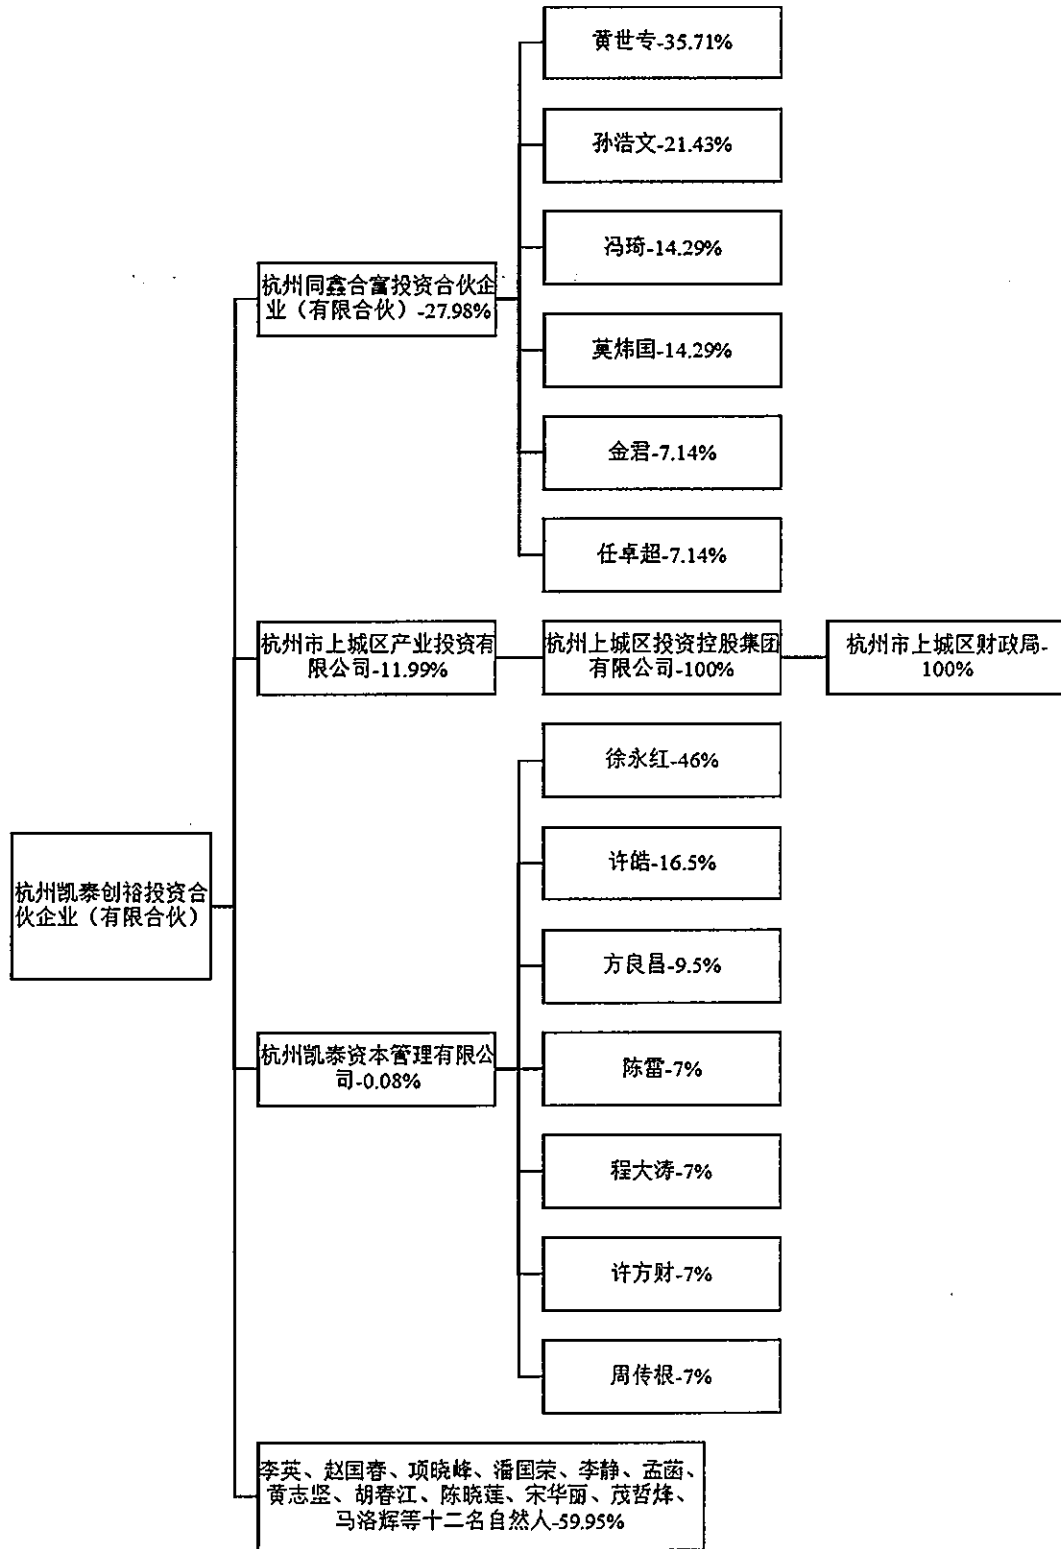 黄世专-35.71%
孙浩文-21.43%
冯琦-14.29%
杭州同鑫合富投资合伙企
业（有限合伙）-27.98%
莫炜国-14.29%
金君-7.14%
任卓超-7.14%
杭州市上城区产业投资有
限公司-11.99%
杭州上城区投资控股集团
有限公司-100%
杭州市上城区财政局-
100%
徐永红-46%
许皓-16.5%
杭州凯泰创裕投资合
伙企业（有限合伙）
方良昌-9.5%
杭州凯泰资本管理有限公
司-0.08%
陈雷-7%
程大涛-7%
许方财-7%
周传根-7%
李英、赵国春、项晓峰、潘国荣、李静、孟菡、
黄志坚、胡春江、陈晓莲、宋华丽、茂哲烽、
马洛辉等十二名自然人-59.95%